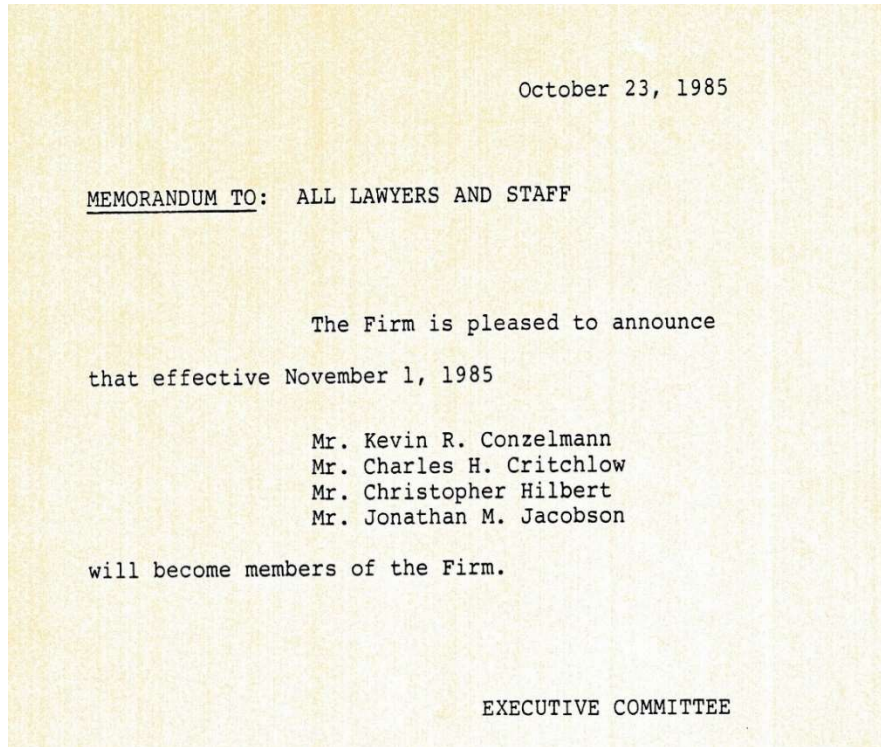 October 23, 1985
MEMORANDUM TO: ALL LAWYERS AND STAFF
The Firm is pleased to announce
that effective November 1, 1985
Mr. Kevin R. Conzelmann
Mr. Charles H. Critchlow
Mr. Christopher Hilbert
Mr. Jonathan M. Jacobson
will become members of the Firm.
EXECUTIVE COMMITTEE